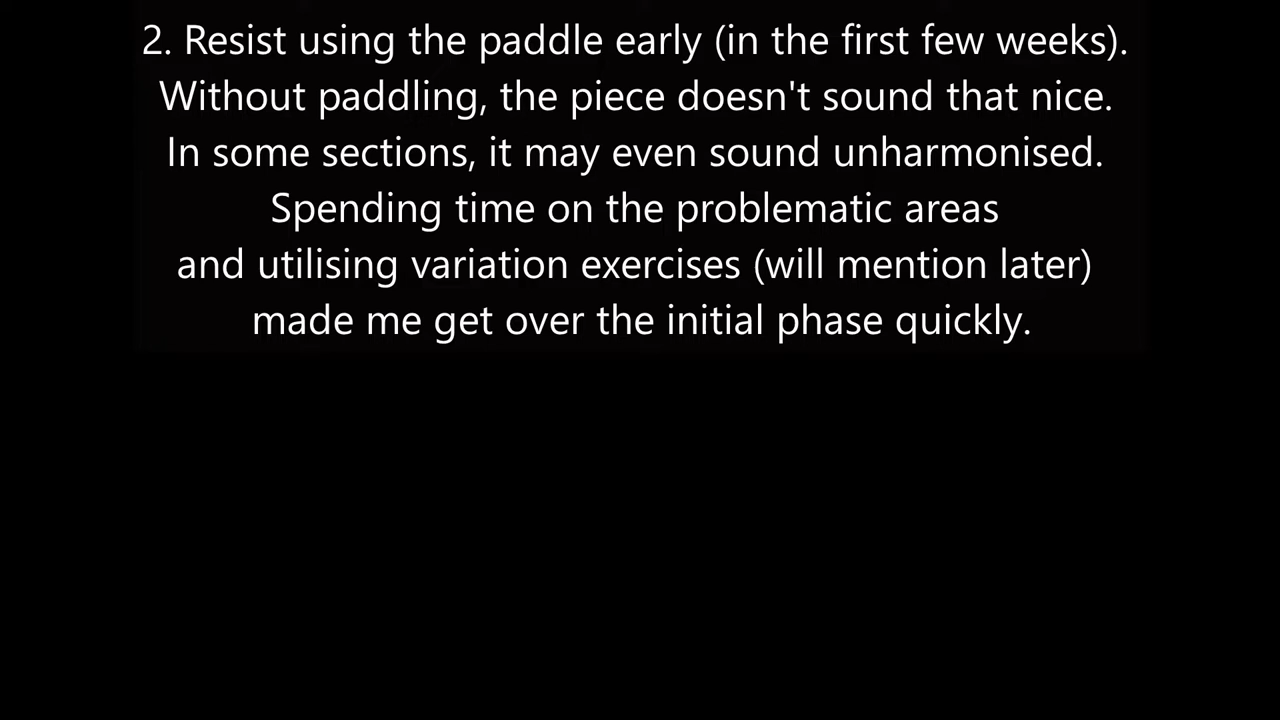 2. Resist using the paddle early (in the first few weeks).
Without paddling, the piece doesn't sound that nice.
In some sections, it may even sound unharmonised.
Spending time on the problematic areas
and utilising variation exercises (will mention later)
made me get over the initial phase quickly.